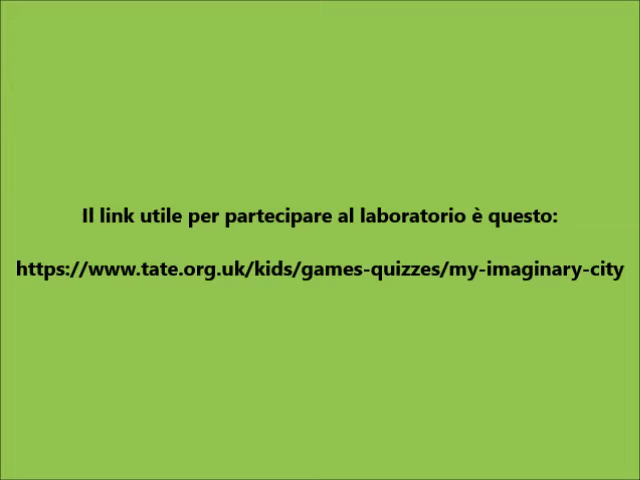 Il link utile per partecipare al laboratorio è questo:
https://www.tate.org.uk/kids/games-quizzes/my-imaginary-city